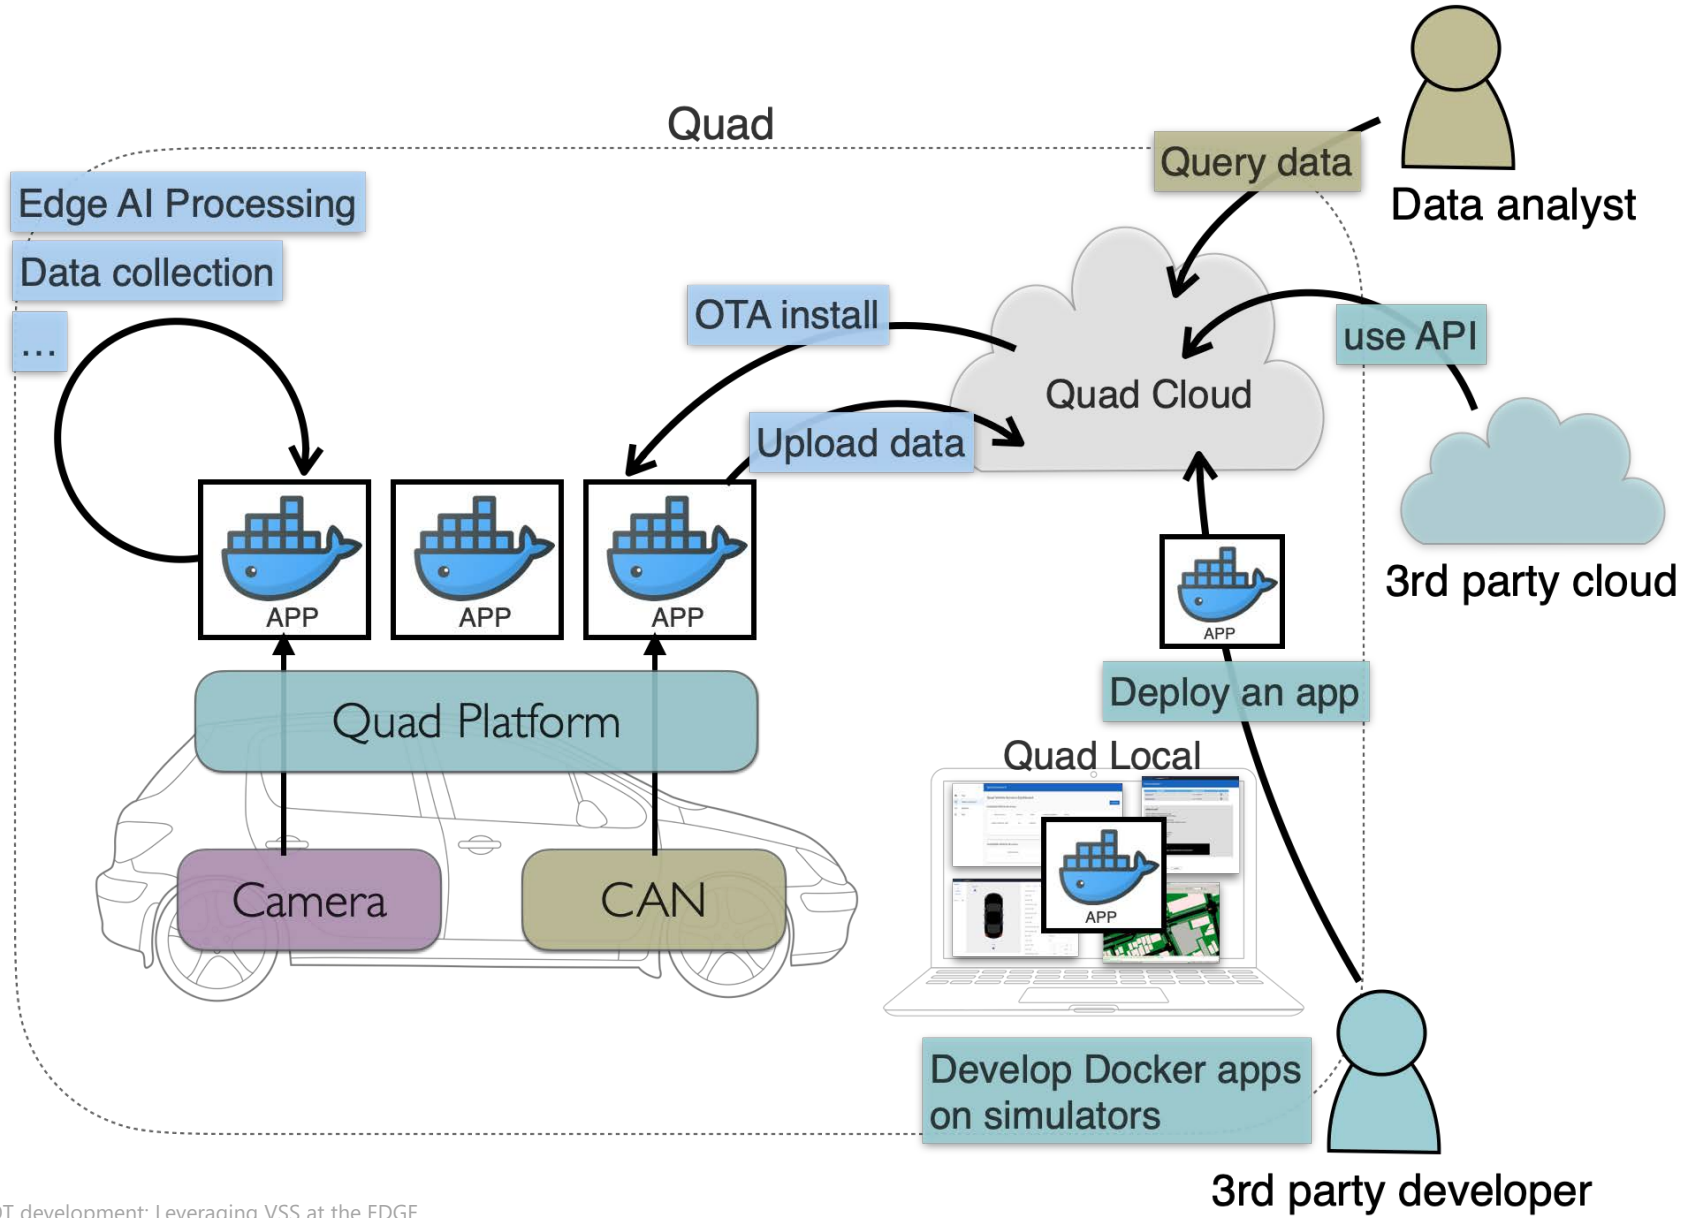 Quad
Query data
Data analyst
Edge AI Processing
Data collection
...
OTA install
use API
Quad Cloud
Upload data
3rd party cloud
APP
APP
APP
APP
Deploy an app
Quad Platform
Quad Local
Camera
CAN
APP
Develop Docker apps
on simulators
3rd party developer
development: Leveraging VSS at the EDGE